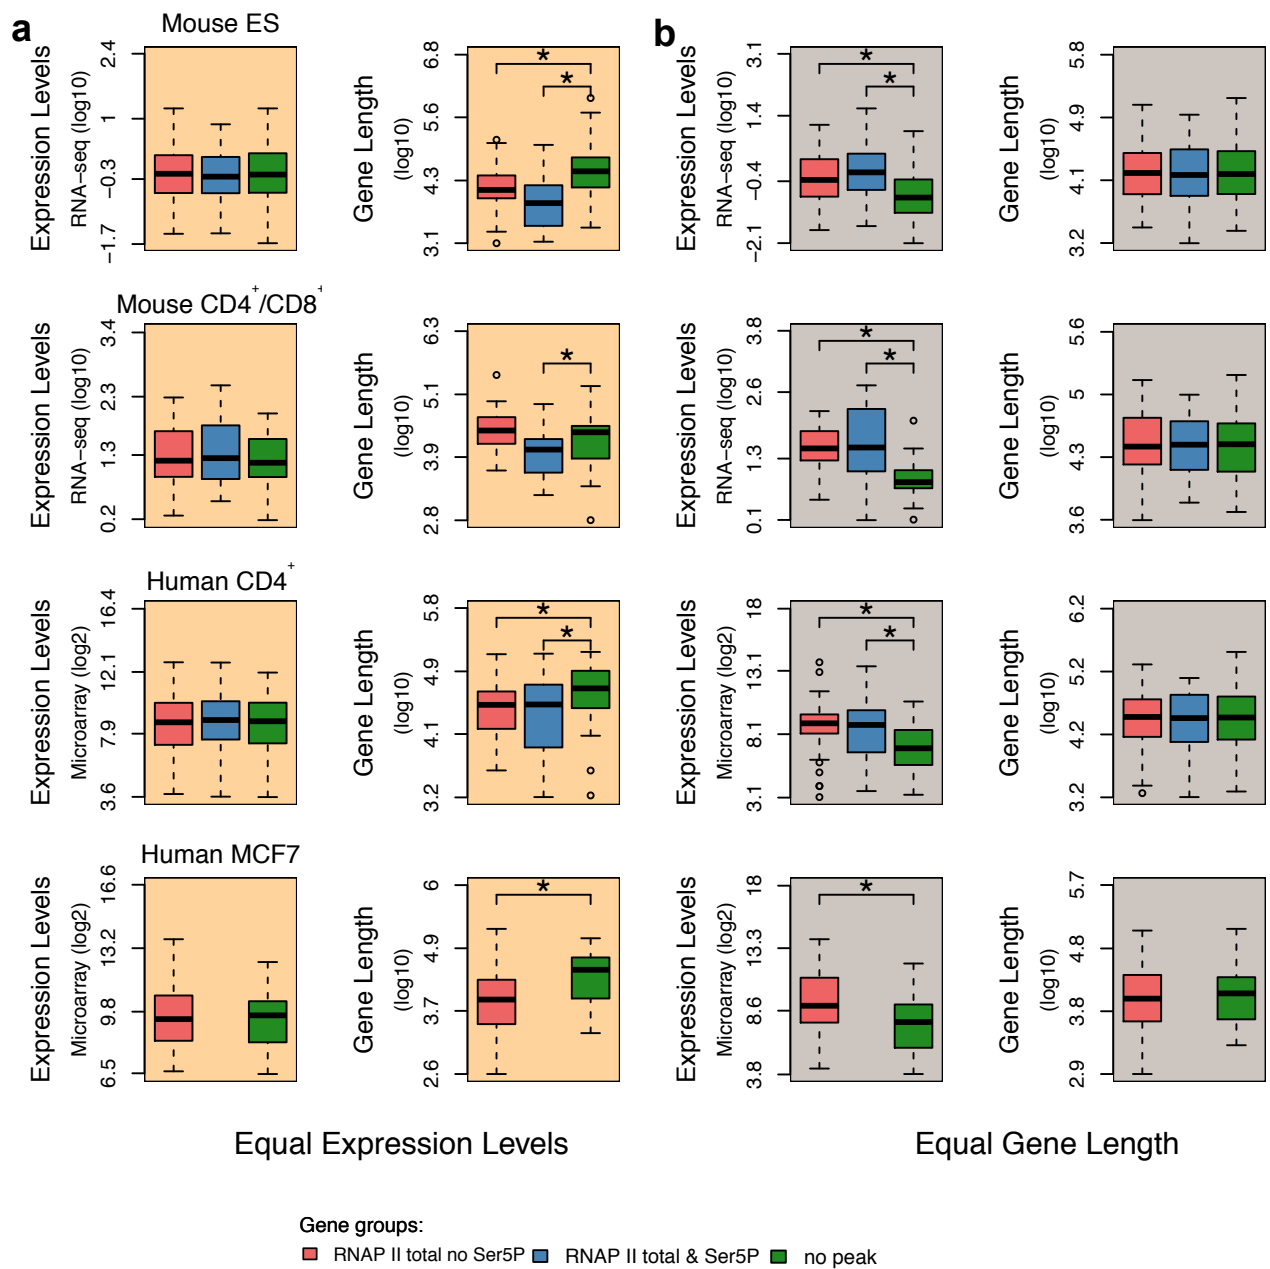 a
Mouse ES
Expression Levels
RNA−seq (log10)
−1.7 −0.3 1 2.4
Gene Length
(log10)
3.1 4.3 5.6 6.8
* *
b
Expression Levels
RNA−seq (log10)
−2.1 −0.4 1.4 3.1
* *
Gene Length
(log10)
3.2 4.1 4.9 5.8
Mouse CD4+/CD8+
Expression Levels
RNA−seq (log10)
0.2 1.3 2.3 3.4
Gene Length
(log10)
2.8 3.9 5.1 6.3
*
Expression Levels
RNA−seq (log10)
0.1 1.3 2.6 3.8
* *
Gene Length
(log10)
3.6 4.3 5 5.6
Human CD4+
Expression Levels
Microarray (log2)
3.6 7.9 12.1 16.4
Gene Length
(log10)
3.2 4.1 4.9 5.8
* *
Expression Levels
Microarray (log2)
3.1 8.1 13.1 18
* *
Gene Length
(log10)
3.2 4.2 5.2 6.2
Human MCF7
Expression Levels
Microarray (log2)
6.5 9.8 13.2 16.6
Gene Length
(log10)
2.6 3.7 4.9 6
*
Expression Levels
Microarray (log2)
3.8 8.6 13.3 18
*
Gene Length
(log10)
2.9 3.8 4.8 5.7
Equal Expression Levels
Equal Gene Length
Gene groups:
RNAP II total no Ser5P RNAP II total & Ser5P no peak